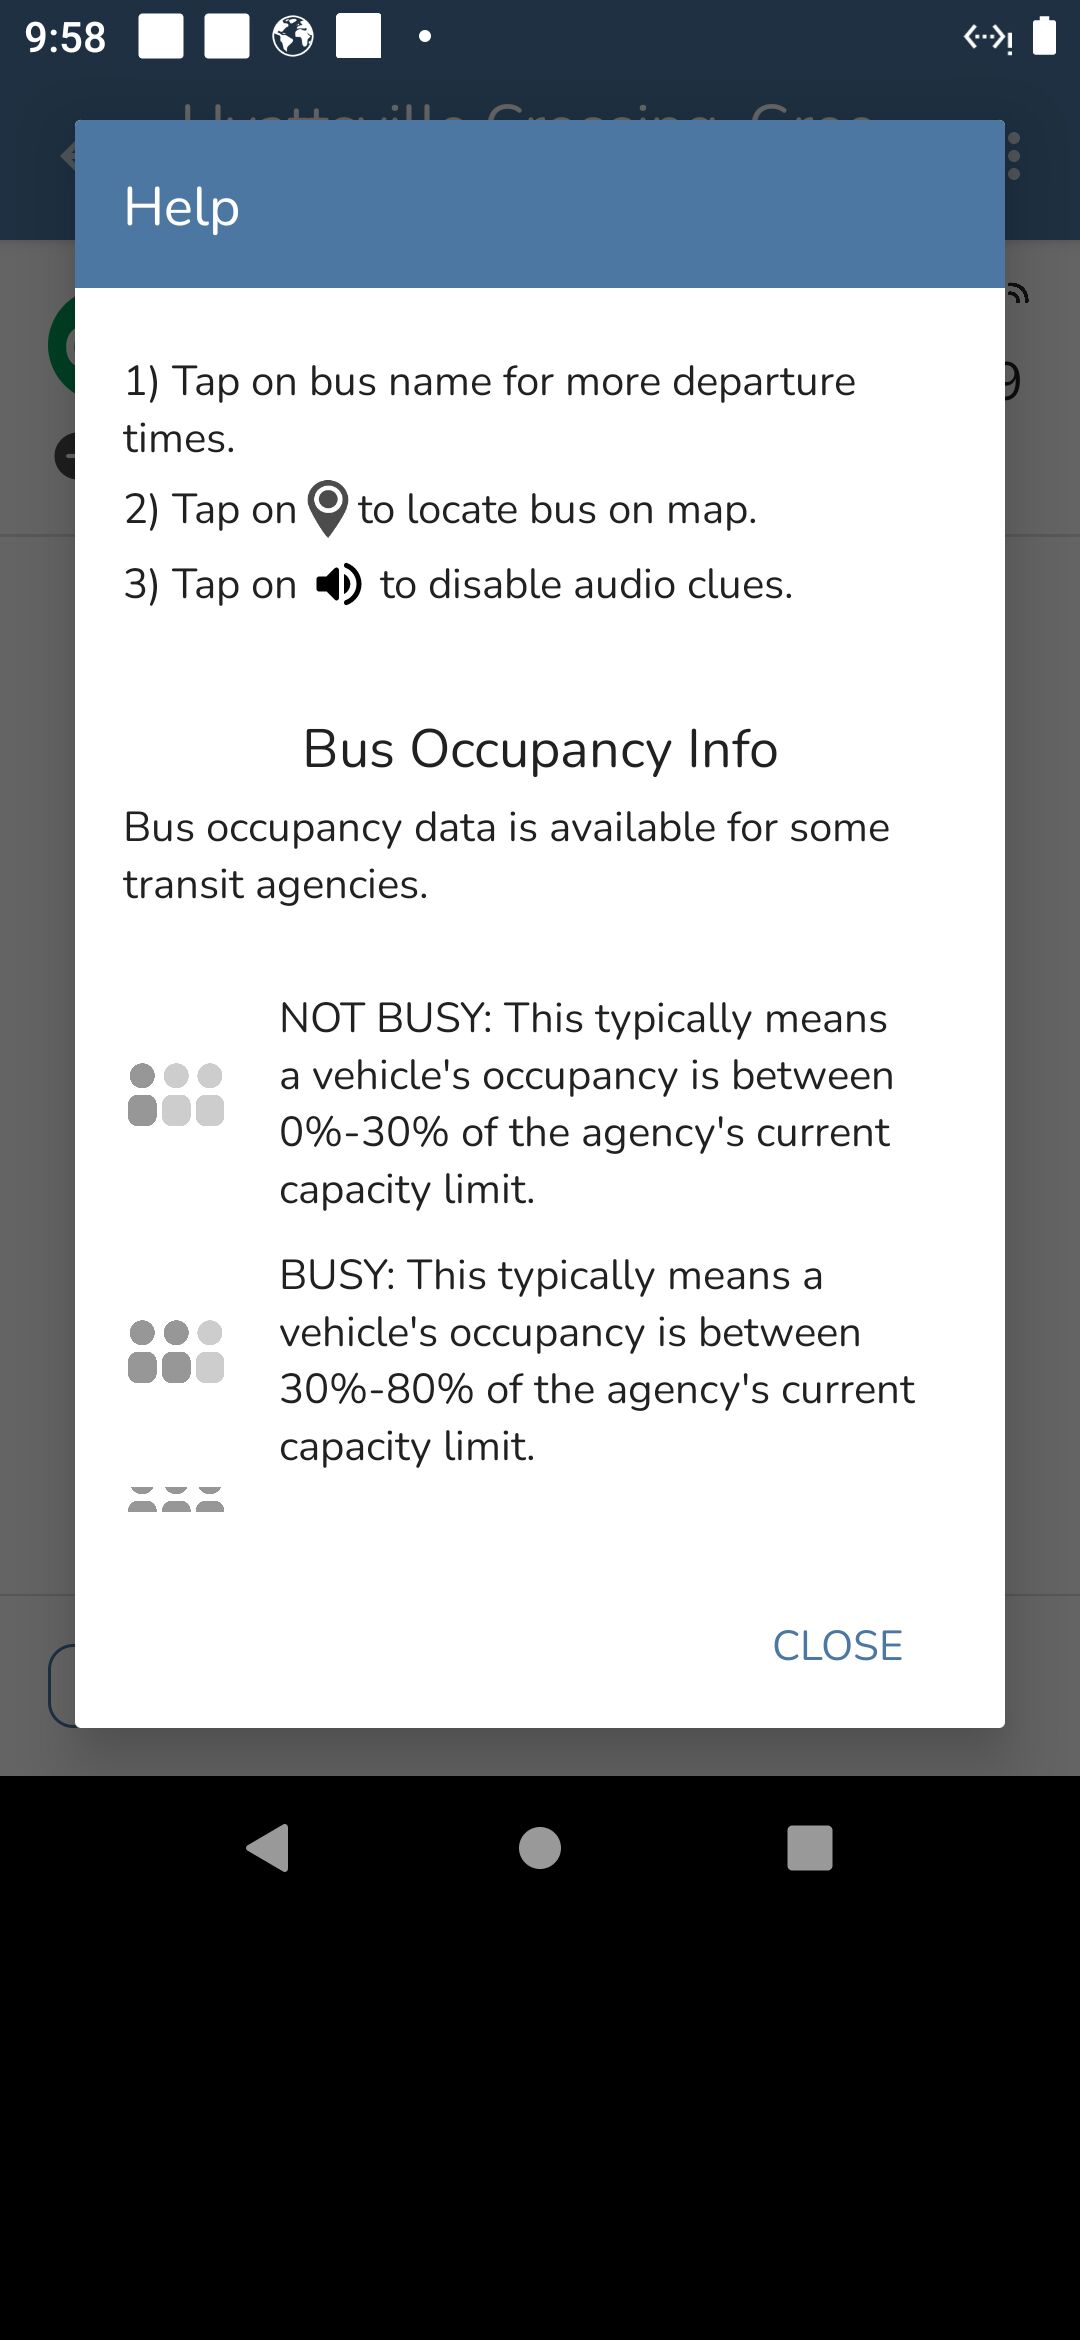 9:58
Help
1) Tap on bus name for more departure
times.
2) Tap on to locate bus on map.
3) Tap on to disable audio clues.
Bus Occupancy Info
Bus occupancy data is available for some
transit agencies.
NOT BUSY: This typically means
a vehicle's occupancy is between
0%-30% of the agency's current
capacity limit.
BUSY: This typically means a
vehicle's occupancy is between
30%-80% of the agency's current
capacity limit.
CLOSE